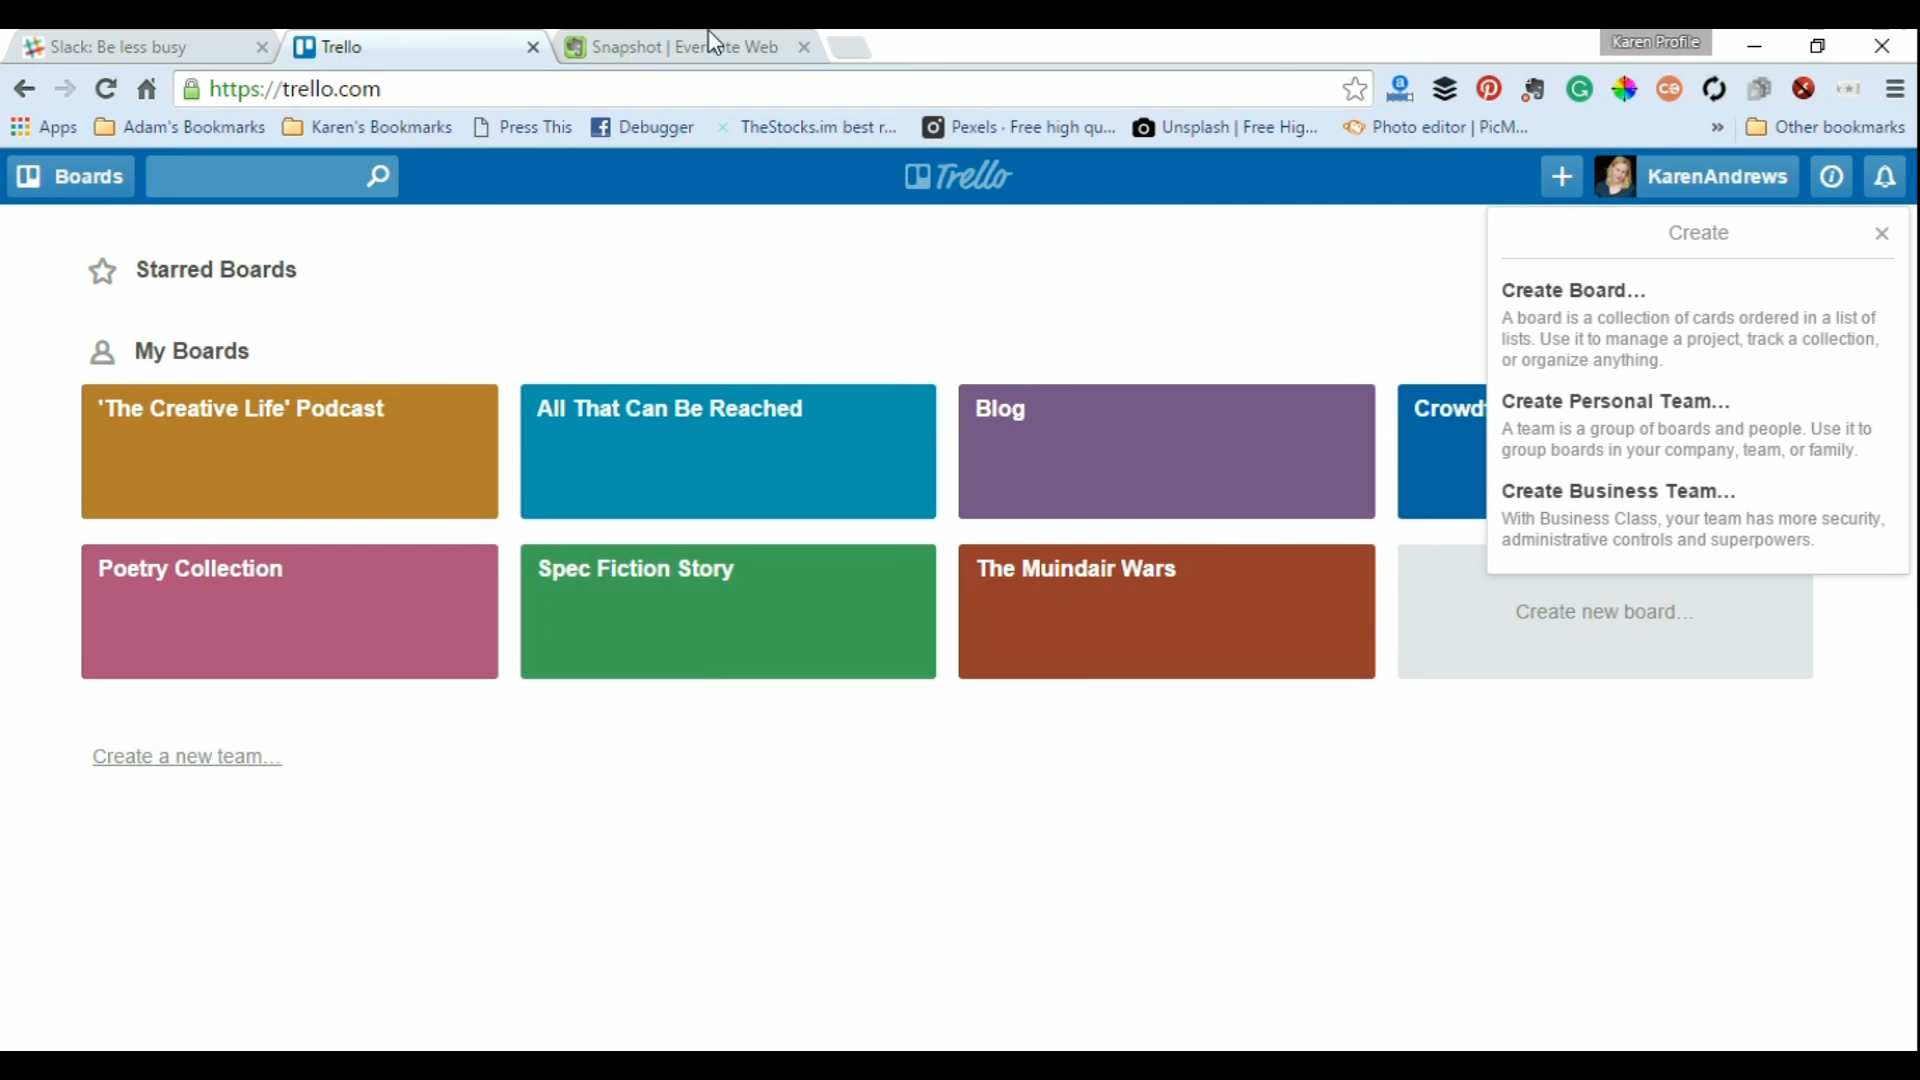 Slack: Be less busy
Trello
Snapshot | Evernote Web
Karen Profile
https://trello.com
Apps
Adam's Bookmarks
Karen's Bookmarks
Press This
Debugger
TheStocks.im best r...
Pexels · Free high qu...
Unsplash | Free Hig...
Photo editor | PicM...
»
Other bookmarks
Boards
Trello
KarenAndrews
Create
Starred Boards
Create Board…
A board is a collection of cards ordered in a list of
lists. Use it to manage a project, track a collection,
or organize anything.
My Boards
'The Creative Life' Podcast
All That Can Be Reached
Blog
Create Personal Team…
A team is a group of boards and people. Use it to
group boards in your company, team, or family.
Create Business Team…
With Business Class, your team has more security,
administrative controls and superpowers.
Poetry Collection
Spec Fiction Story
The Muindair Wars
Create new board…
Create a new team…